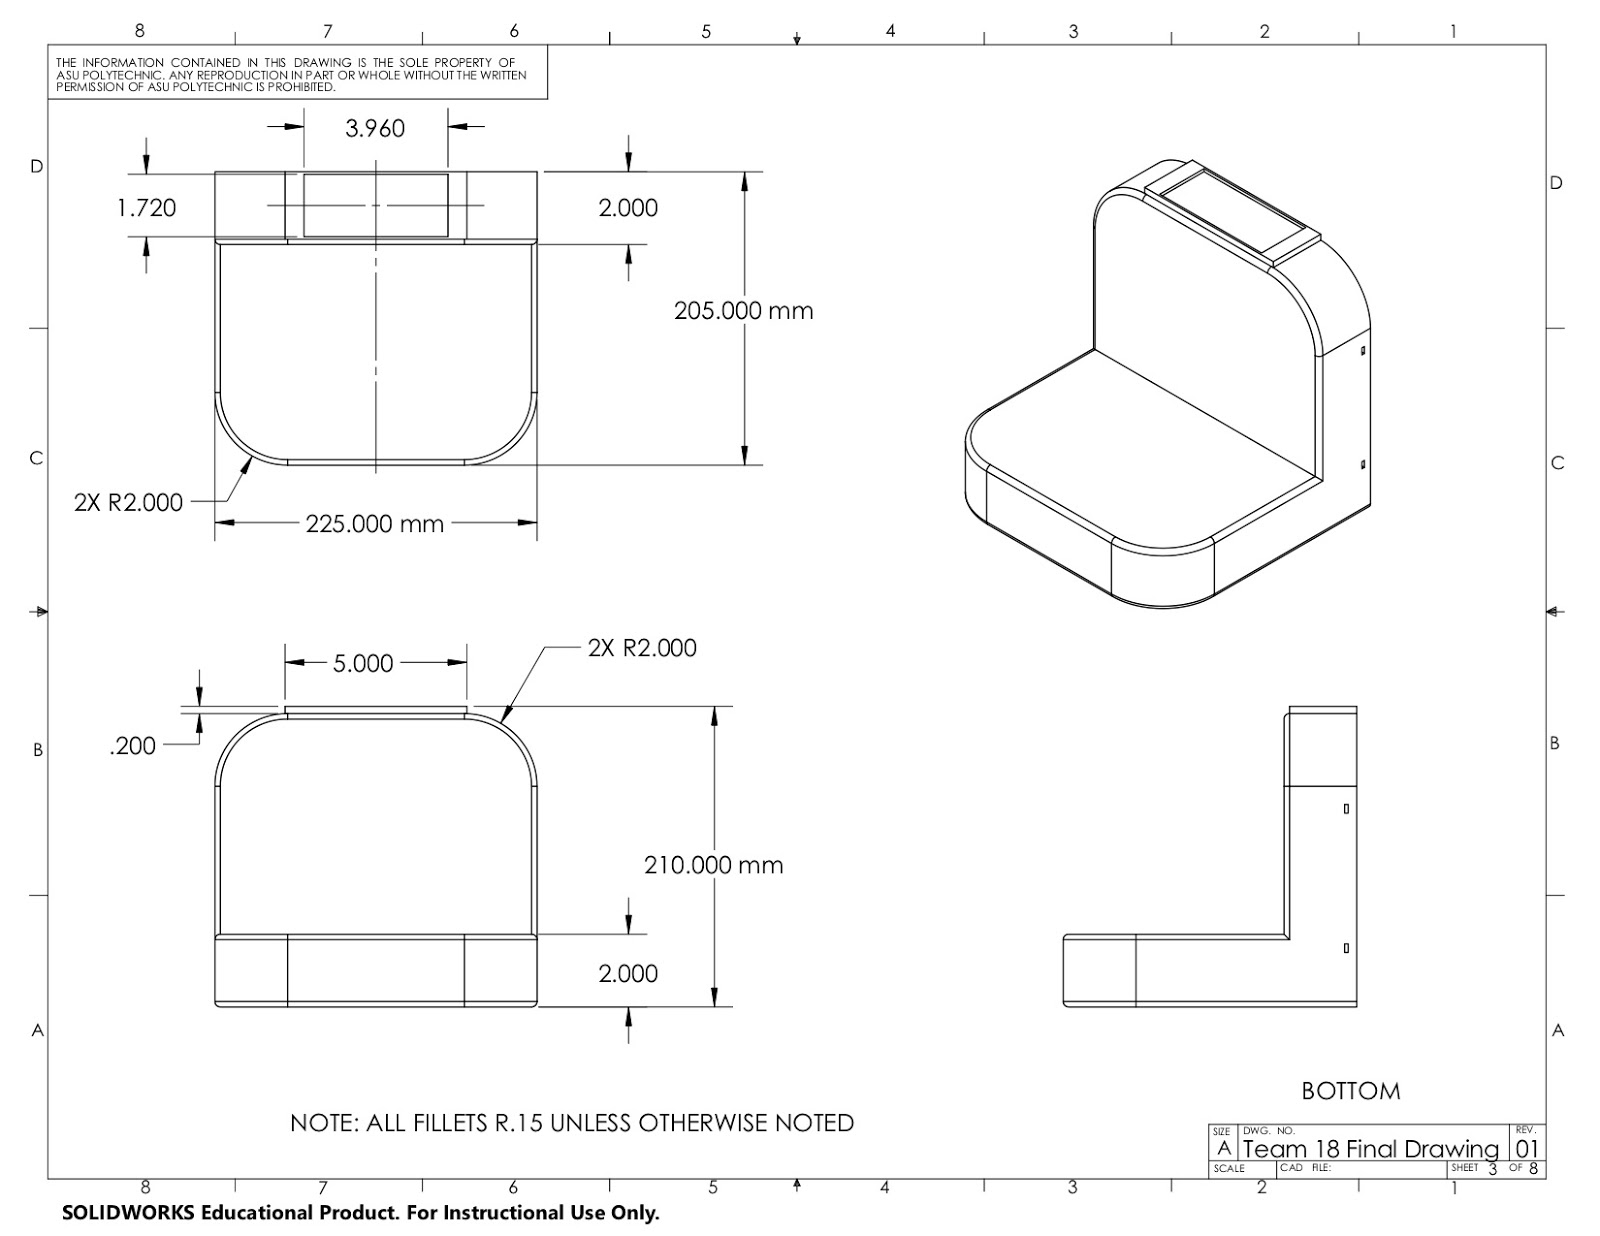 8 7 6 5 4 3 2 1
THE INFORMATION CONTAINED IN THIS DRAWING IS THE SOLE PROPERTY OF
ASU POLYTECHNIC. ANY REPRODUCTION IN PART OR WHOLE WITHOUT THE WRITTEN
PERMISSION OF ASU POLYTECHNIC IS PROHIBITED.
3.960
D
D
1.720
2.000
205.000 mm
C
C
2X R2.000
225.000 mm
2X R2.000
5.000
.200
B
B
210.000 mm
2.000
A
A
BOTTOM
NOTE: ALL FILLETS R.15 UNLESS OTHERWISE NOTED
SIZE
A
DWG. NO.
Team 18 Final Drawing
REV.
01
SCALE
CAD FILE:
SHEET 3 OF 8
8 7 6 5 4 3 2 1
SOLIDWORKS Educational Product. For Instructional Use Only.